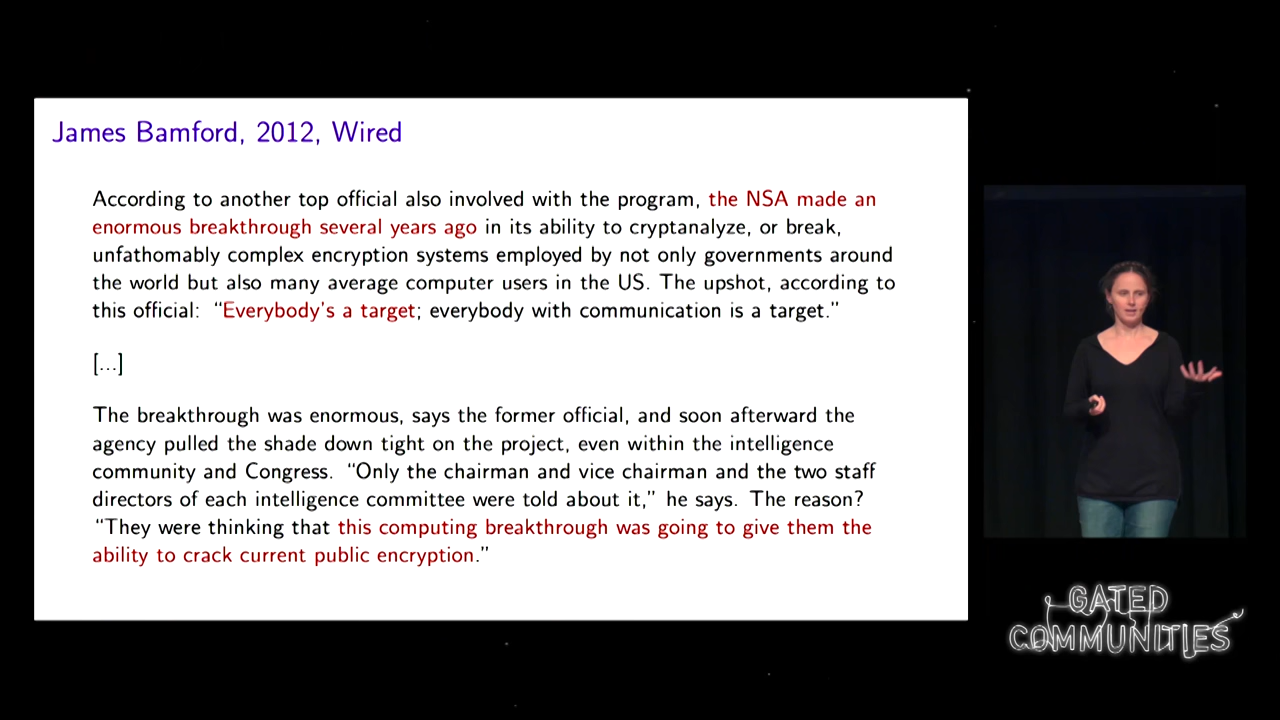 James Bamford, 2012, Wired
According to another top official also involved with the program, the NSA made an
enormous breakthrough several years ago in its ability to cryptanalyze, or break,
unfathomably complex encryption systems employed by not only governments around
the world but also many average computer users in the US. The upshot, according to
this official: “Everybody’s a target; everybody with communication is a target.”
[...]
The breakthrough was enormous, says the former official, and soon afterward the
agency pulled the shade down tight on the project, even within the intelligence
community and Congress. “Only the chairman and vice chairman and the two staff
directors of each intelligence committee were told about it,” he says. The reason?
“They were thinking that this computing breakthrough was going to give them the
ability to crack current public encryption.”
GATED
COMMUNITIES